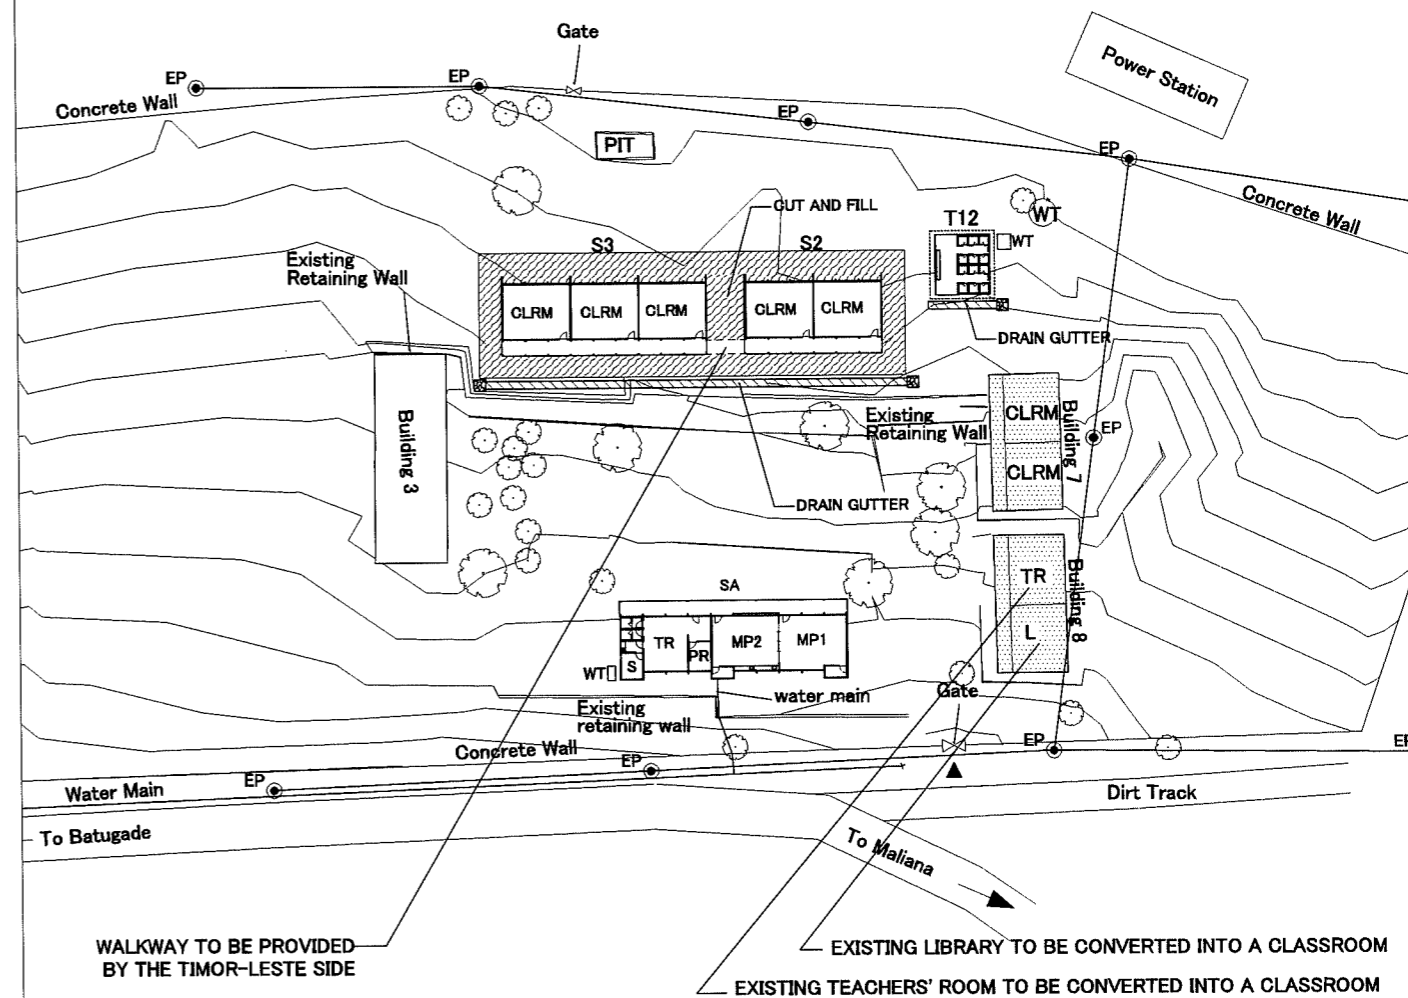 Gate
EP
EP
Power Station
Concrete Wall
EP
PIT
EP
Concrete Wall
CUT AND FILL
WT
T12
S3
S2
WT
Existing
Retaining Wall
CLRM
CLRM
CLRM
CLRM
CLRM
DRAIN GUTTER
Building 3
Existing
Retaining Wall
CLRM
CLRM
Building 7
EP
DRAIN GUTTER
SA
TR
L
Building 8
TR
PR
MP2
MP1
S
WT
water main
Gate
Existing
retaining wall
Concrete Wall
EP
EP
EP
EP
Water Main
Dirt Track
To Batugade
To Maliana
WALKWAY TO BE PROVIDED
BY THE TIMOR-LESTE SIDE
EXISTING LIBRARY TO BE CONVERTED INTO A CLASSROOM
EXISTING TEACHERS' ROOM TO BE CONVERTED INTO A CLASSROOM